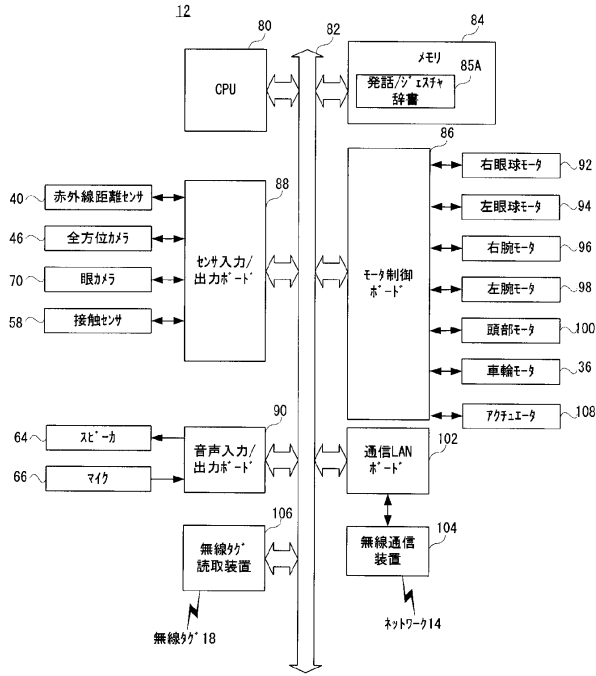 12
80
82
84
CPU
メモリ
85A
発話/ジェスチャ
辞書
86
88
40
赤外線距離センサ
46
全方位カメラ
70
眼カメラ
58
接触センサ
センサ入力/
出力ボード
モータ制御
ボード
右眼球モータ
92
左眼球モータ
94
右腕モータ
96
左腕モータ
98
頭部モータ
100
車輪モータ
36
アクチュエータ
108
90
64
スピーカ
66
マイク
音声入力/
出力ボード
通信LAN
ボード
102
106
無線タグ
読取装置
無線通信
装置
104
無線タグ18
ネットワーク14